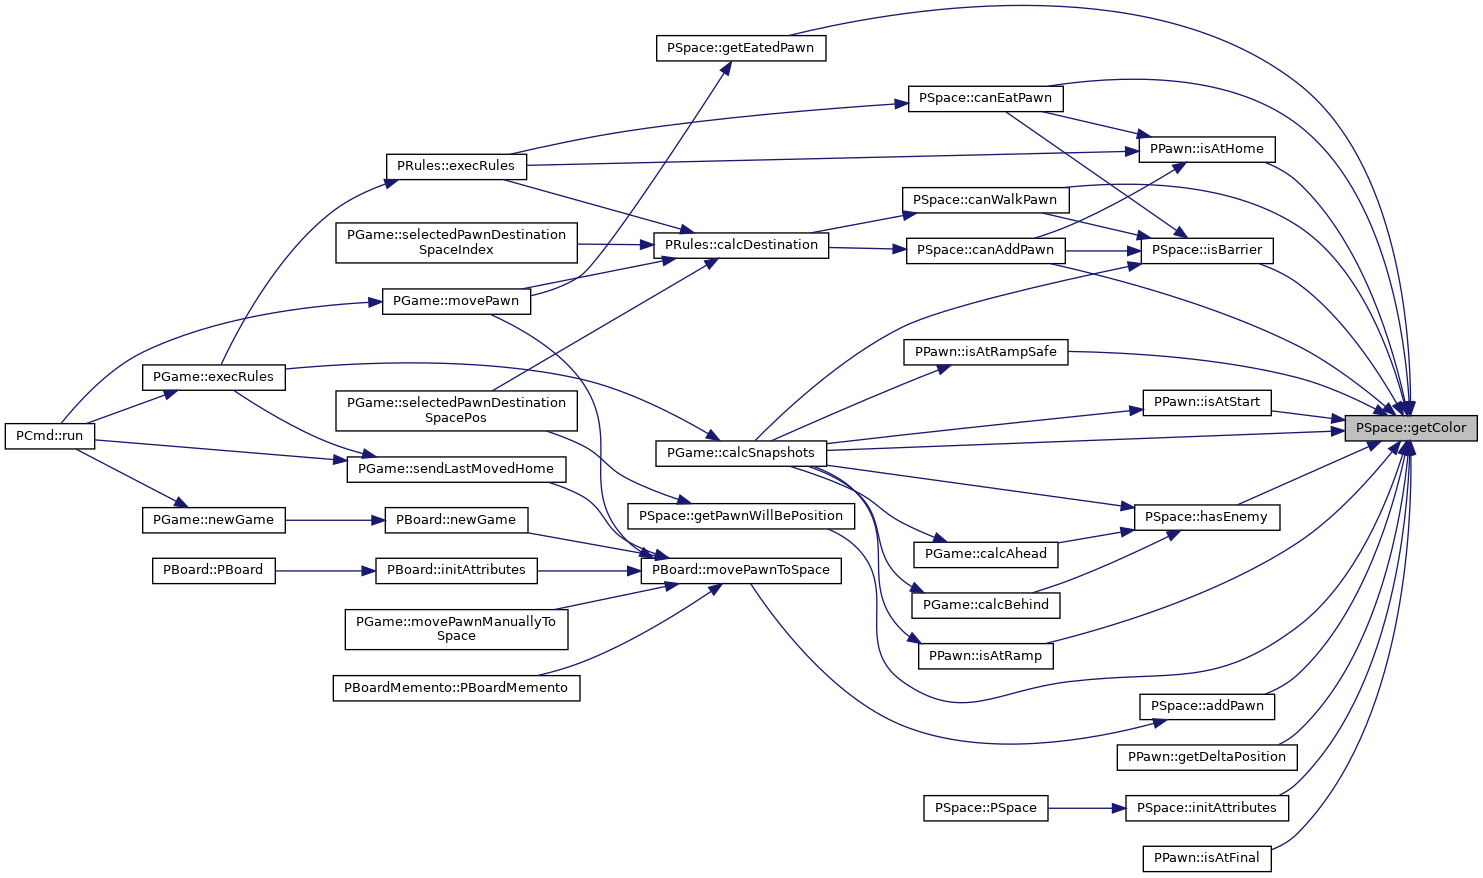 PSpace::getEatedPawn
PSpace::canEatPawn
PPawn::isAtHome
PRules::execRules
PSpace::canWalkPawn
PGame::selectedPawnDestination
SpaceIndex
PRules::calcDestination
PSpace::canAddPawn
PSpace::isBarrier
PGame::movePawn
PPawn::isAtRampSafe
PGame::execRules
PGame::selectedPawnDestination
SpacePos
PPawn::isAtStart
PCmd::run
PSpace::getColor
PGame::calcSnapshots
PGame::sendLastMovedHome
PGame::newGame
PBoard::newGame
PSpace::getPawnWillBePosition
PSpace::hasEnemy
PGame::calcAhead
PBoard::PBoard
PBoard::initAttributes
PBoard::movePawnToSpace
PGame::calcBehind
PGame::movePawnManuallyTo
Space
PPawn::isAtRamp
PBoardMemento::PBoardMemento
PSpace::addPawn
PPawn::getDeltaPosition
PSpace::PSpace
PSpace::initAttributes
PPawn::isAtFinal